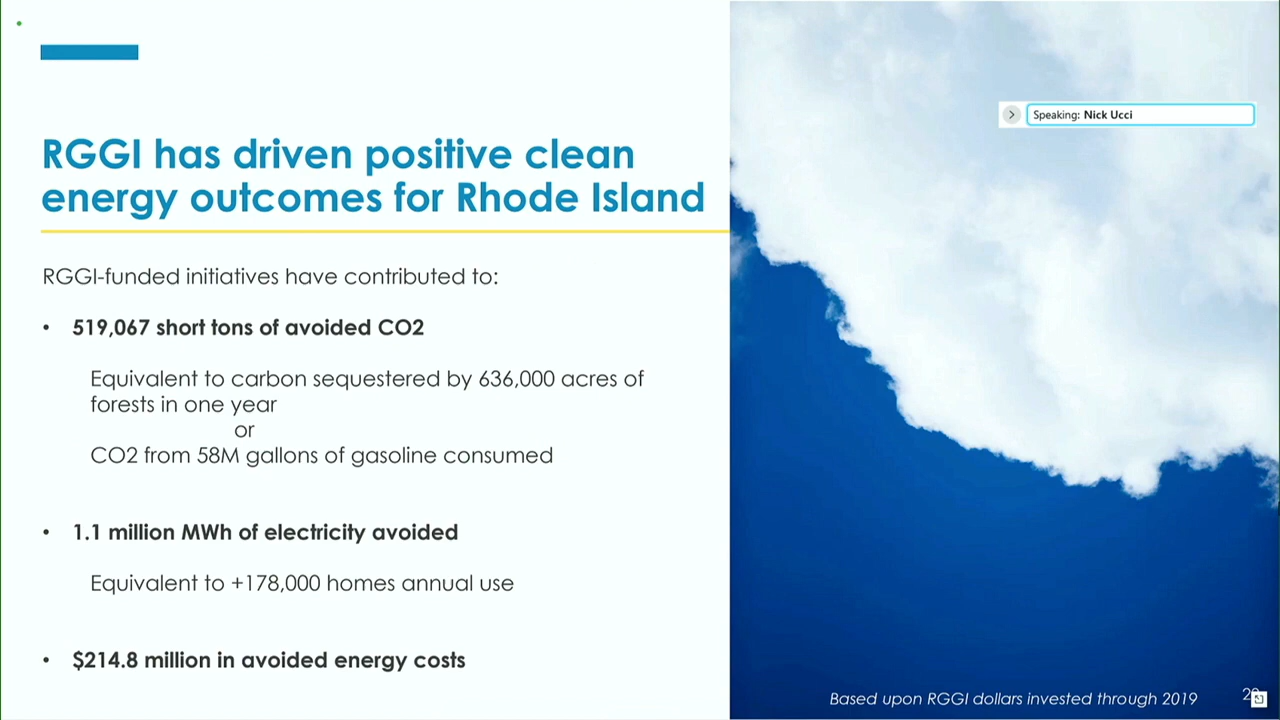 Speaking: Nick Ucci
RGGI has driven positive clean
energy outcomes for Rhode Island
RGGI-funded initiatives have contributed to:
• 519,067 short tons of avoided CO2
Equivalent to carbon sequestered by 636,000 acres of
forests in one year
or
CO2 from 58M gallons of gasoline consumed
• 1.1 million MWh of electricity avoided
Equivalent to +178,000 homes annual use
• $214.8 million in avoided energy costs
Based upon RGGI dollars invested through 2019